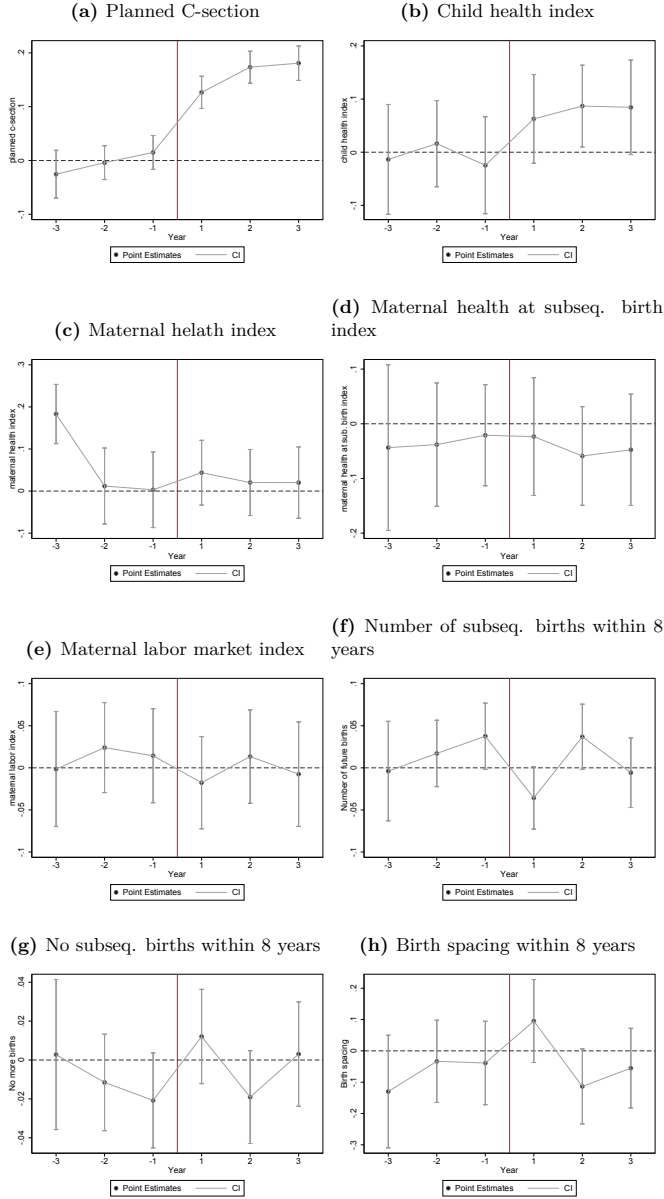 (a) Planned C-section
planned c-section
.2
.1
0
-.1
-3 -2 -1 1 2 3
Year
Point Estimates CI
(b) Child health index
child health index
.2
.1
0
-.1
-3 -2 -1 1 2 3
Year
Point Estimates CI
(c) Maternal helath index
maternal health index
.3
.2
.1
0
-.1
-3 -2 -1 1 2 3
Year
Point Estimates CI
(d) Maternal health at subseq. birth
index
maternal health at sub. birth index
.1
0
-.1
-.2
-3 -2 -1 1 2 3
Year
Point Estimates CI
(e) Maternal labor market index
maternal labor index
.1
.05
0
-.05
-.1
-3 -2 -1 1 2 3
Year
Point Estimates CI
(f) Number of subseq. births within 8
years
Number of future births
.1
.05
0
-.05
-.1
-3 -2 -1 1 2 3
Year
Point Estimates CI
(g) No subseq. births within 8 years
No more births
.04
.02
0
-.02
-.04
-3 -2 -1 1 2 3
Year
Point Estimates CI
(h) Birth spacing within 8 years
Birth spacing
.2
.1
0
-.1
-.2
-.3
-3 -2 -1 1 2 3
Year
Point Estimates CI